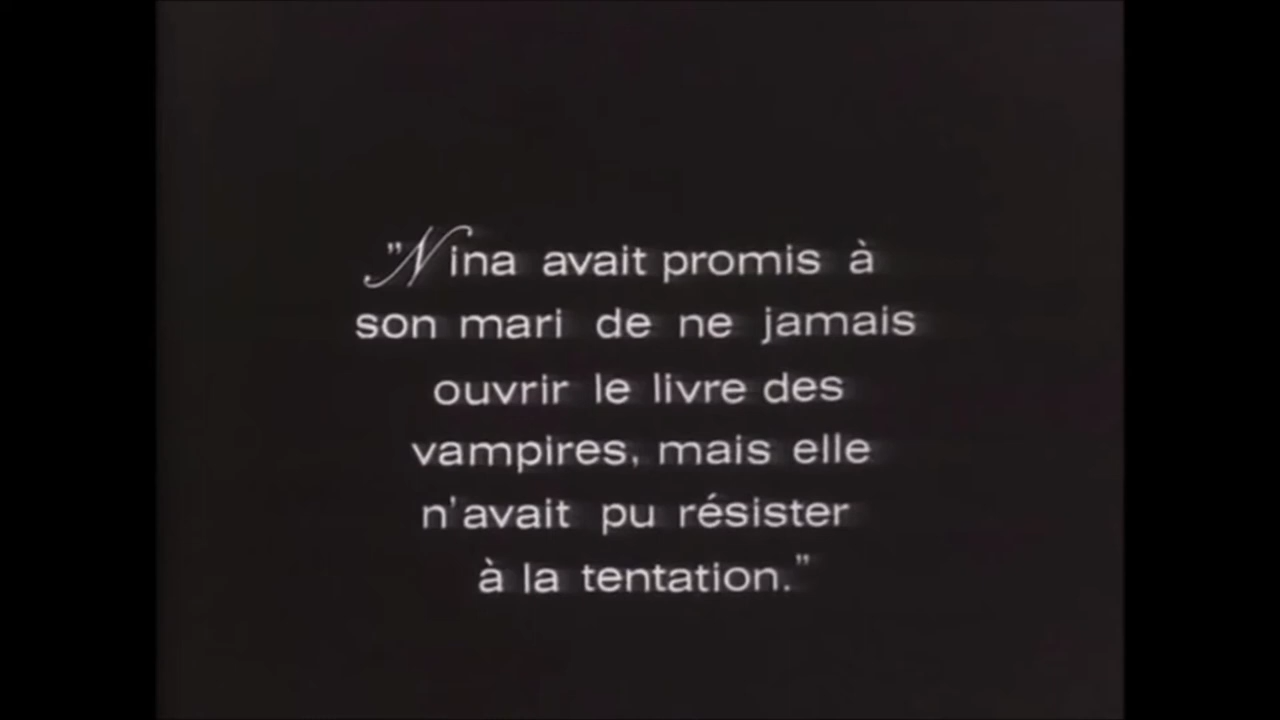 "Nina avait promis à
son mari de ne jamais
ouvrir le livre des
vampires, mais elle
n'avait pu résister
à la tentation."